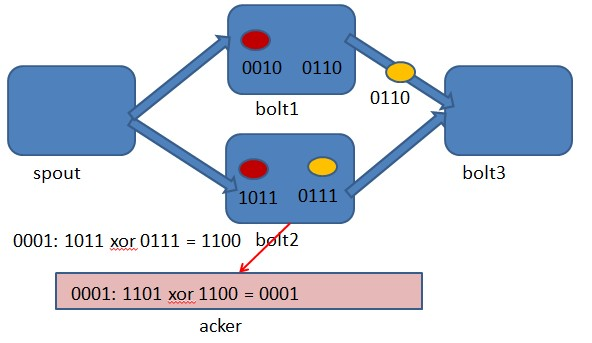 0010 0110
bolt1
0110
spout
bolt3
1011 0111
0001: 1011 xor 0111 = 1100
bolt2
0001: 1101 xor 1100 = 0001
acker